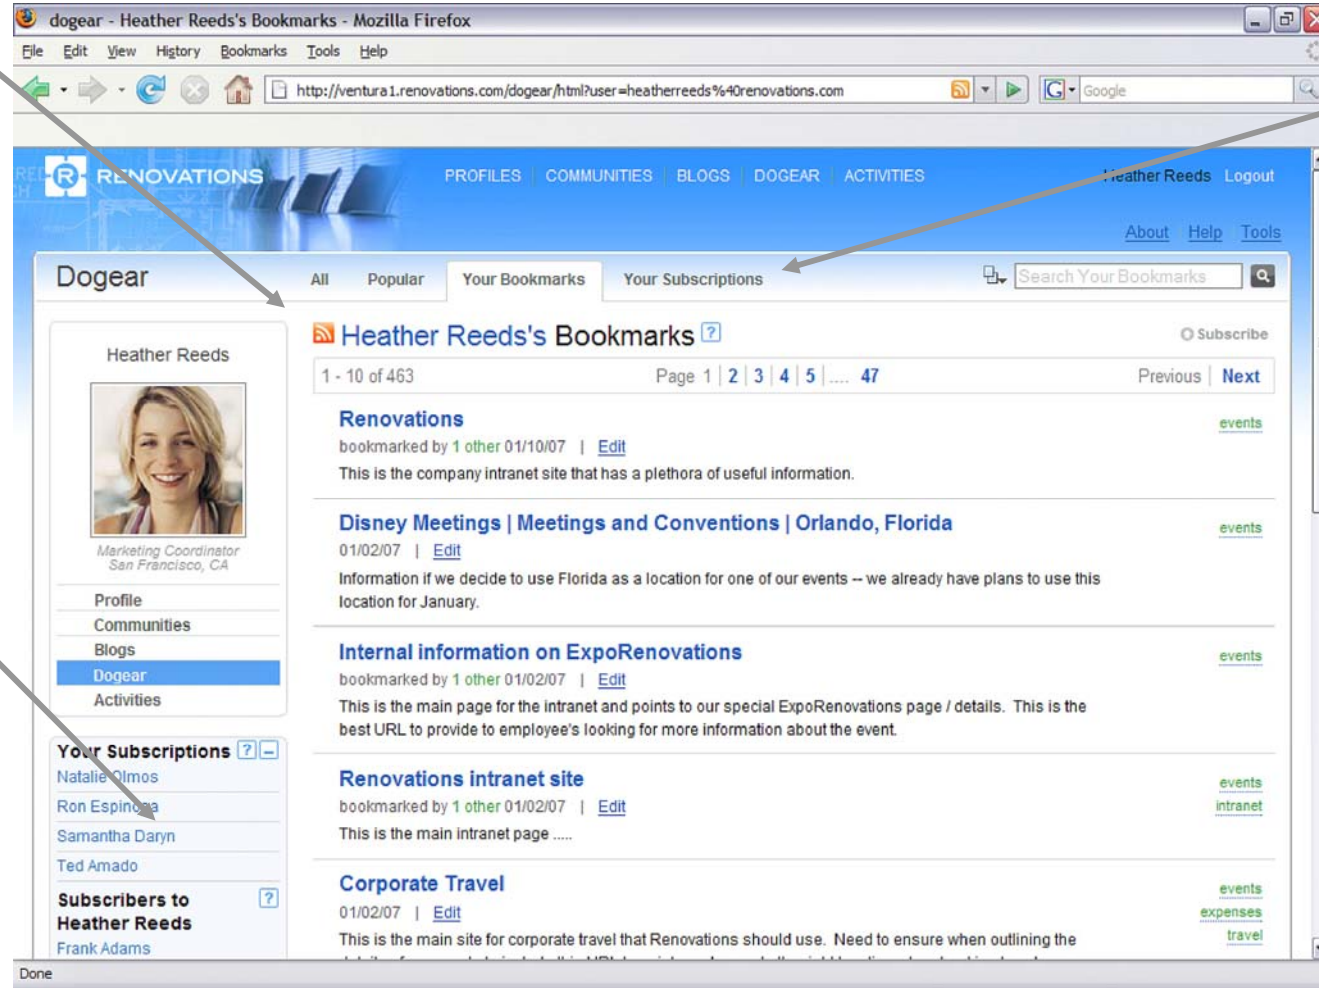 dogear - Heather Reeds's Bookmarks - Mozilla Firefox
File Edit View History Bookmarks Tools Help
http://ventura1.renovations.com/dogear/html?user=heatherreeds%40renovations.com
G Google
R RENOVATIONS
PROFILES | COMMUNITIES | BLOGS | DOGEAR | ACTIVITIES
Heather Reeds Logout
About Help Tools
Dogear
All Popular Your Bookmarks Your Subscriptions
Search Your Bookmarks
Heather Reeds
Marketing Coordinator
San Francisco, CA
Profile
Communities
Blogs
Dogear
Activities
Your Subscriptions ? –
Natalie Olmos
Ron Espinosa
Samantha Daryn
Ted Amado
Subscribers to ?
Heather Reeds
Frank Adams
Heather Reeds's Bookmarks ?
Subscribe
1 - 10 of 463 Page 1 | 2 | 3 | 4 | 5 | .... 47 Previous | Next
Renovations
events
bookmarked by 1 other 01/10/07 | Edit
This is the company intranet site that has a plethora of useful information.
Disney Meetings | Meetings and Conventions | Orlando, Florida
events
01/02/07 | Edit
Information if we decide to use Florida as a location for one of our events -- we already have plans to use this
location for January.
Internal information on ExpoRenovations
events
bookmarked by 1 other 01/02/07 | Edit
This is the main page for the intranet and points to our special ExpoRenovations page / details. This is the
best URL to provide to employee's looking for more information about the event.
Renovations intranet site
events
bookmarked by 1 other 01/02/07 | Edit
intranet
This is the main intranet page .....
Corporate Travel
events
01/02/07 | Edit
expenses
This is the main site for corporate travel that Renovations should use. Need to ensure when outlining the
travel
Done